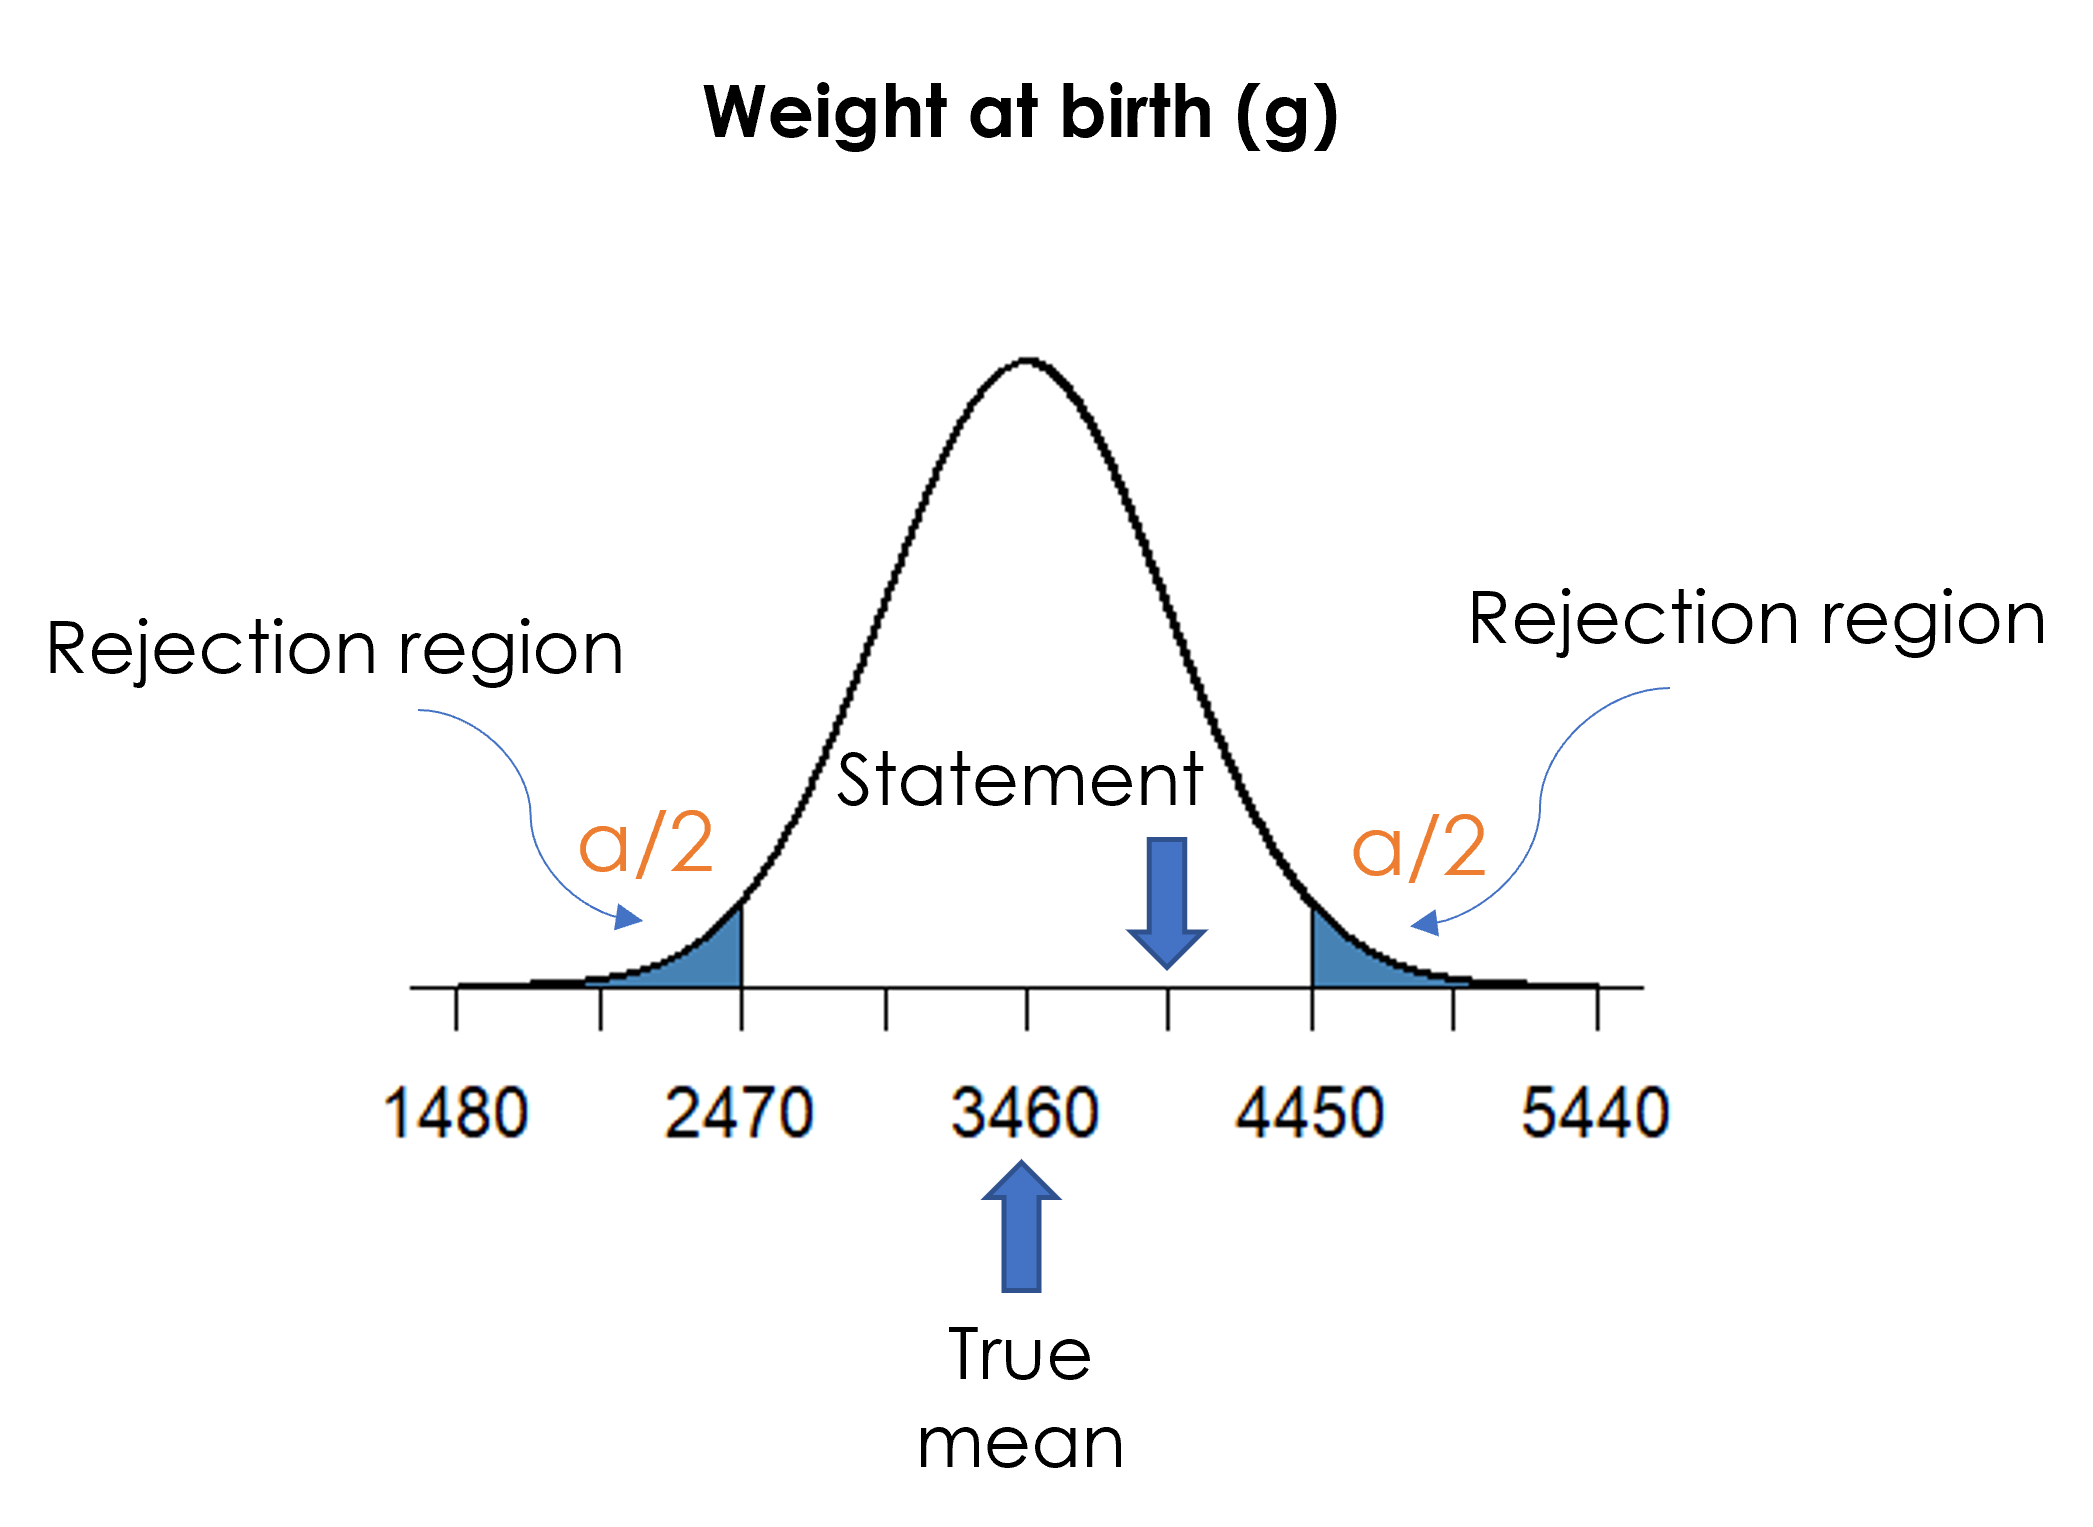 Weight at birth (g)
Rejection region
Rejection region
Statement
a/2
a/2
1480 2470 3460 4450 5440
True
mean